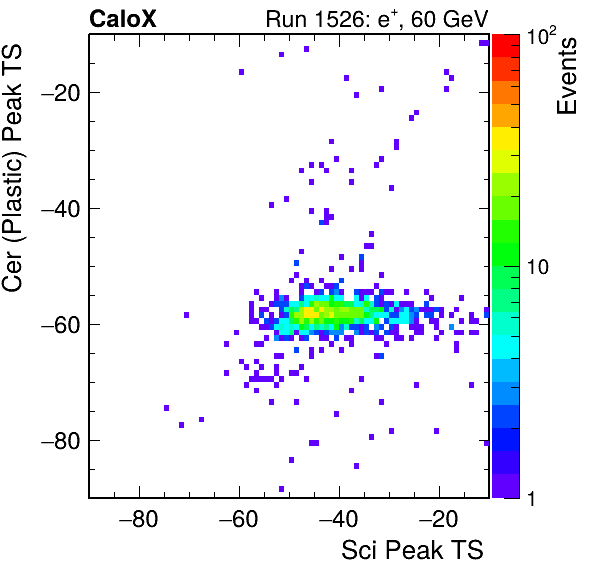 CaloX Run 1526: e⁺, 60 GeV
Cer (Plastic) Peak TS
−20
−40
−60
−80
−80 −60 −40 −20
Sci Peak TS
10²
10
1
Events